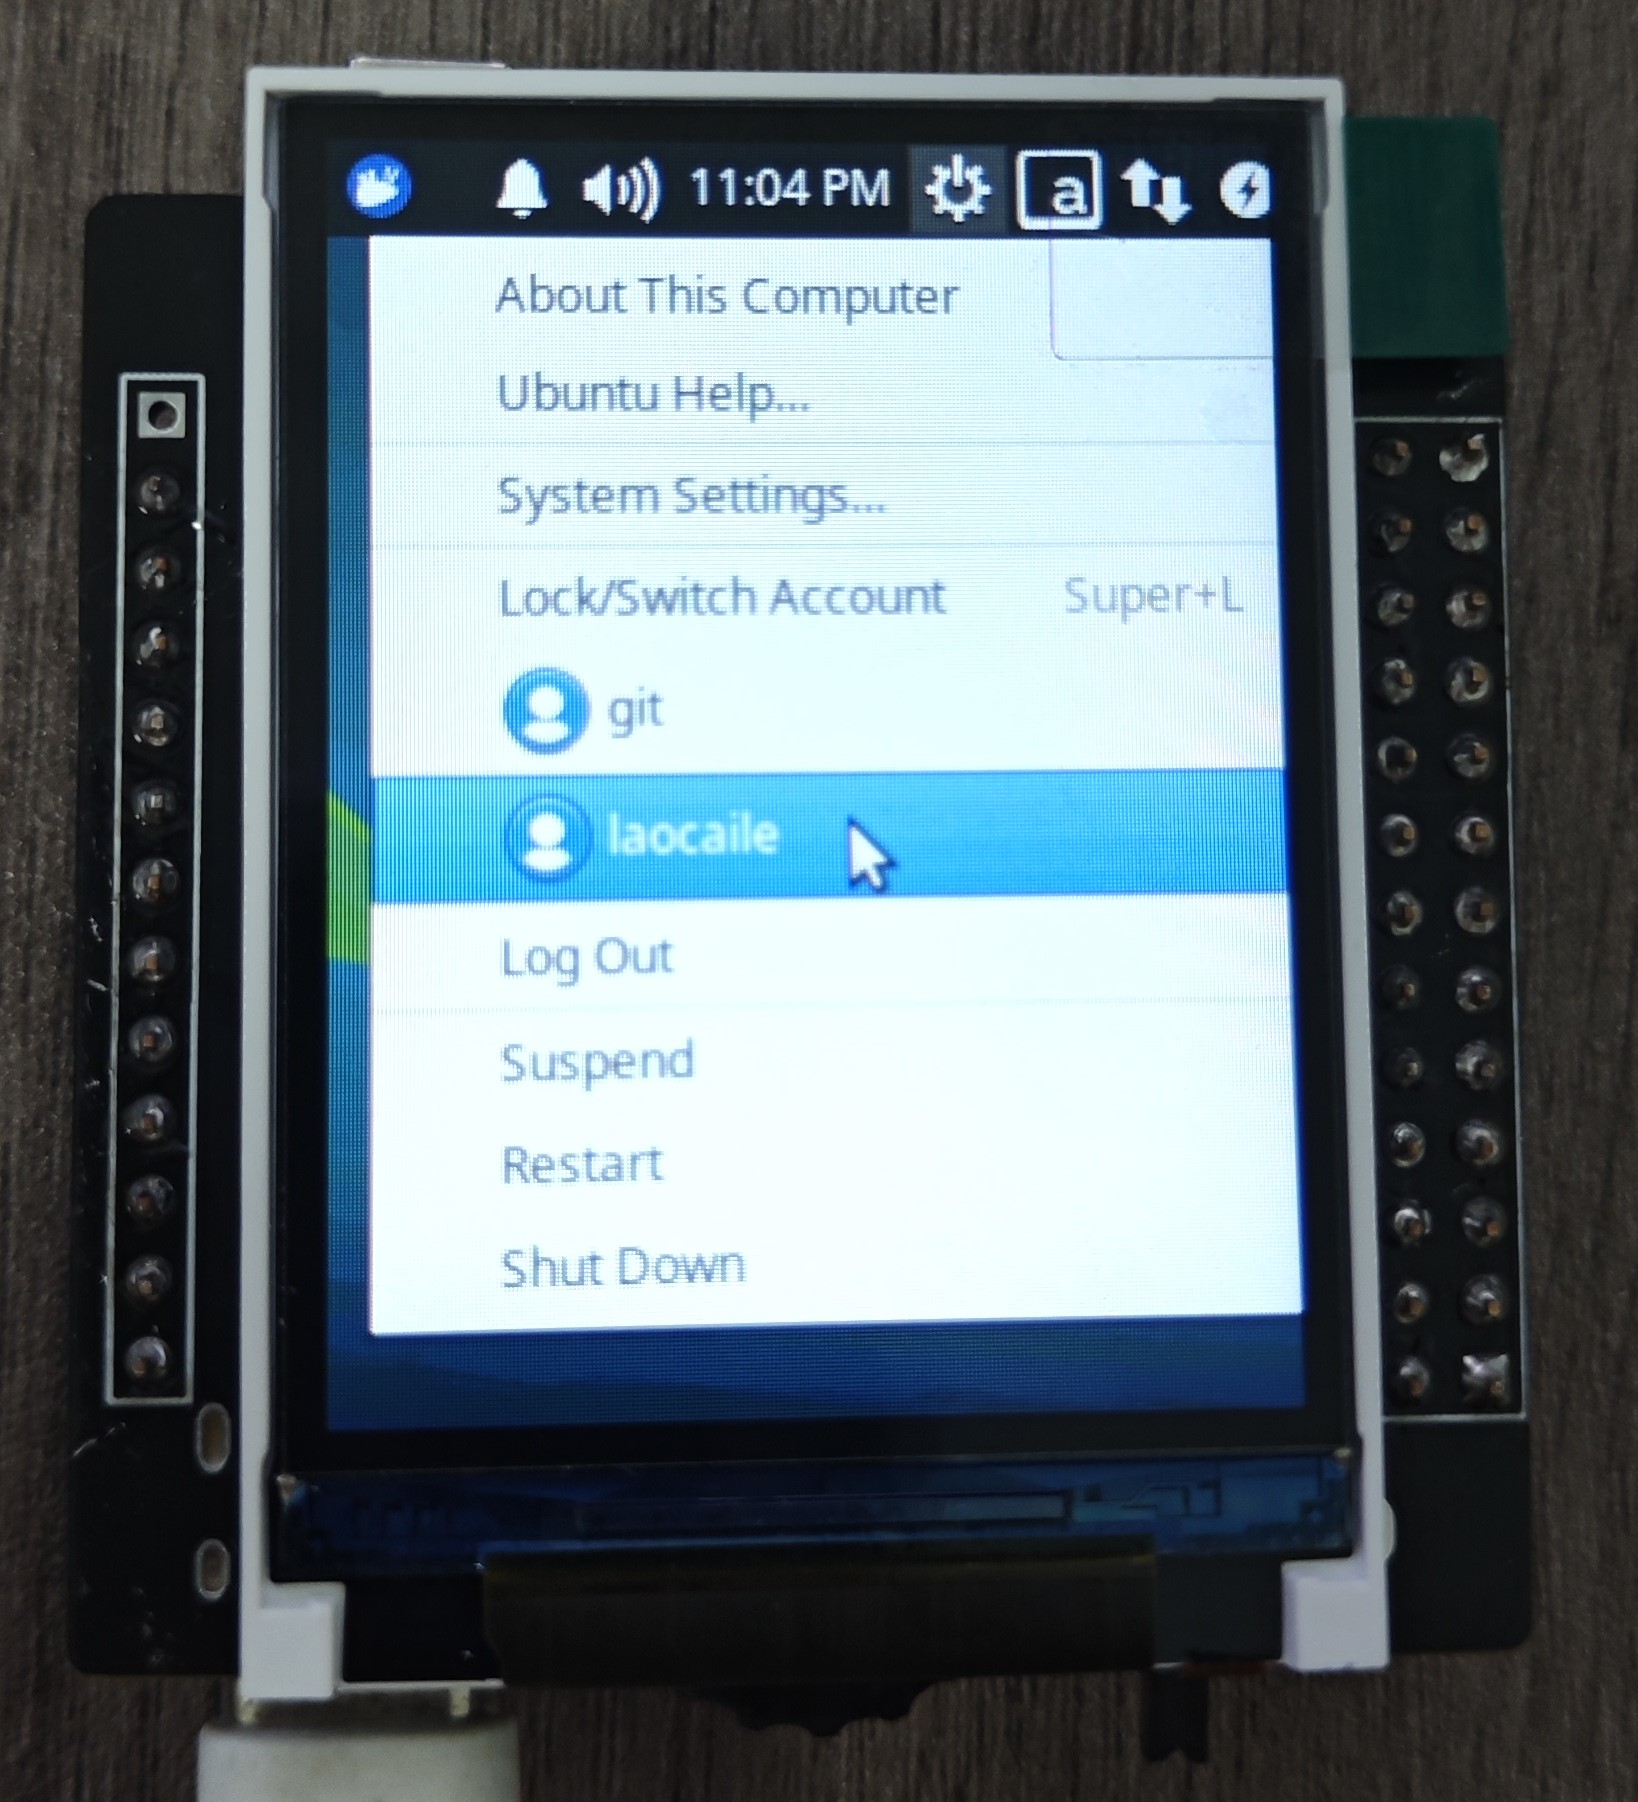 11:04 PM a
About This Computer
Ubuntu Help...
System Settings...
Lock/Switch Account Super+L
git
laocaile
Log Out
Suspend
Restart
Shut Down